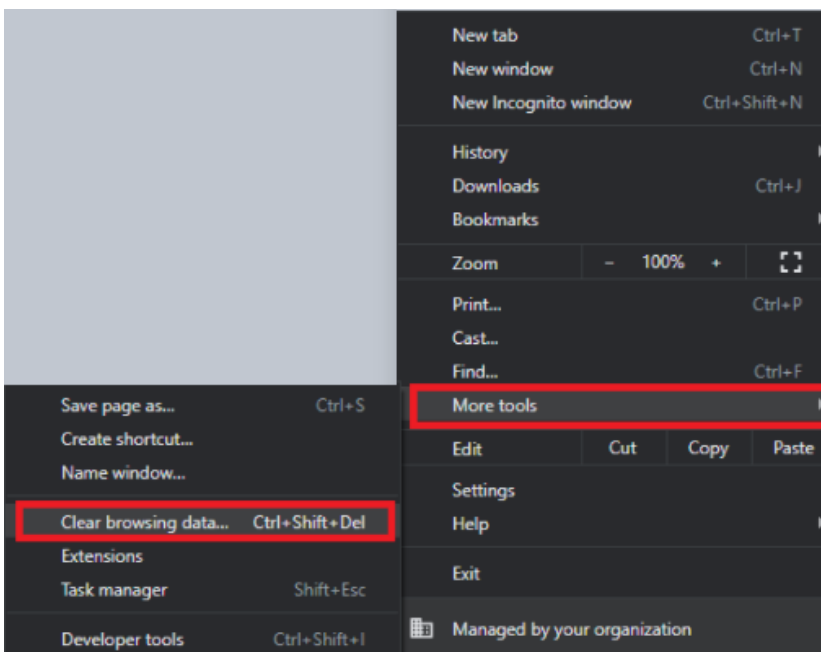 New tab Ctrl+T
New window Ctrl+N
New Incognito window Ctrl+Shift+N
History
Downloads Ctrl+J
Bookmarks
Zoom - 100% +
Print... Ctrl+P
Cast...
Find... Ctrl+F
More tools
Edit Cut Copy Paste
Settings
Help
Exit
Managed by your organization
Save page as... Ctrl+S
Create shortcut...
Name window...
Clear browsing data... Ctrl+Shift+Del
Extensions
Task manager Shift+Esc
Developer tools Ctrl+Shift+I